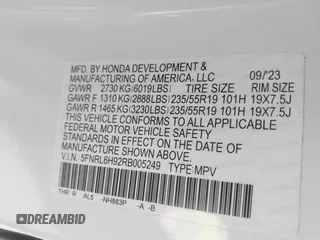 MFD. BY HONDA DEVELOPMENT &
MANUFACTURING OF AMERICA, LLC 09/'23
GVWR 2730 KG (6019LBS) TIRE SIZE RIM SIZE
GAWR F 1310 KG (2888LBS) 235/55R19 101H 19X7.5J
GAWR R 1465 KG (3230LBS) 235/55R19 101H 19X7.5J
THIS VEHICLE CONFORMS TO ALL APPLICABLE
FEDERAL MOTOR VEHICLE SAFETY STANDARDS
IN EFFECT ON THE DATE OF MANUFACTURE
SHOWN ABOVE.
V.I.N. 5FNRL6H92RB005249 TYPE: MPV
THR R AL5 -NH883P -A -B
DREAMBID